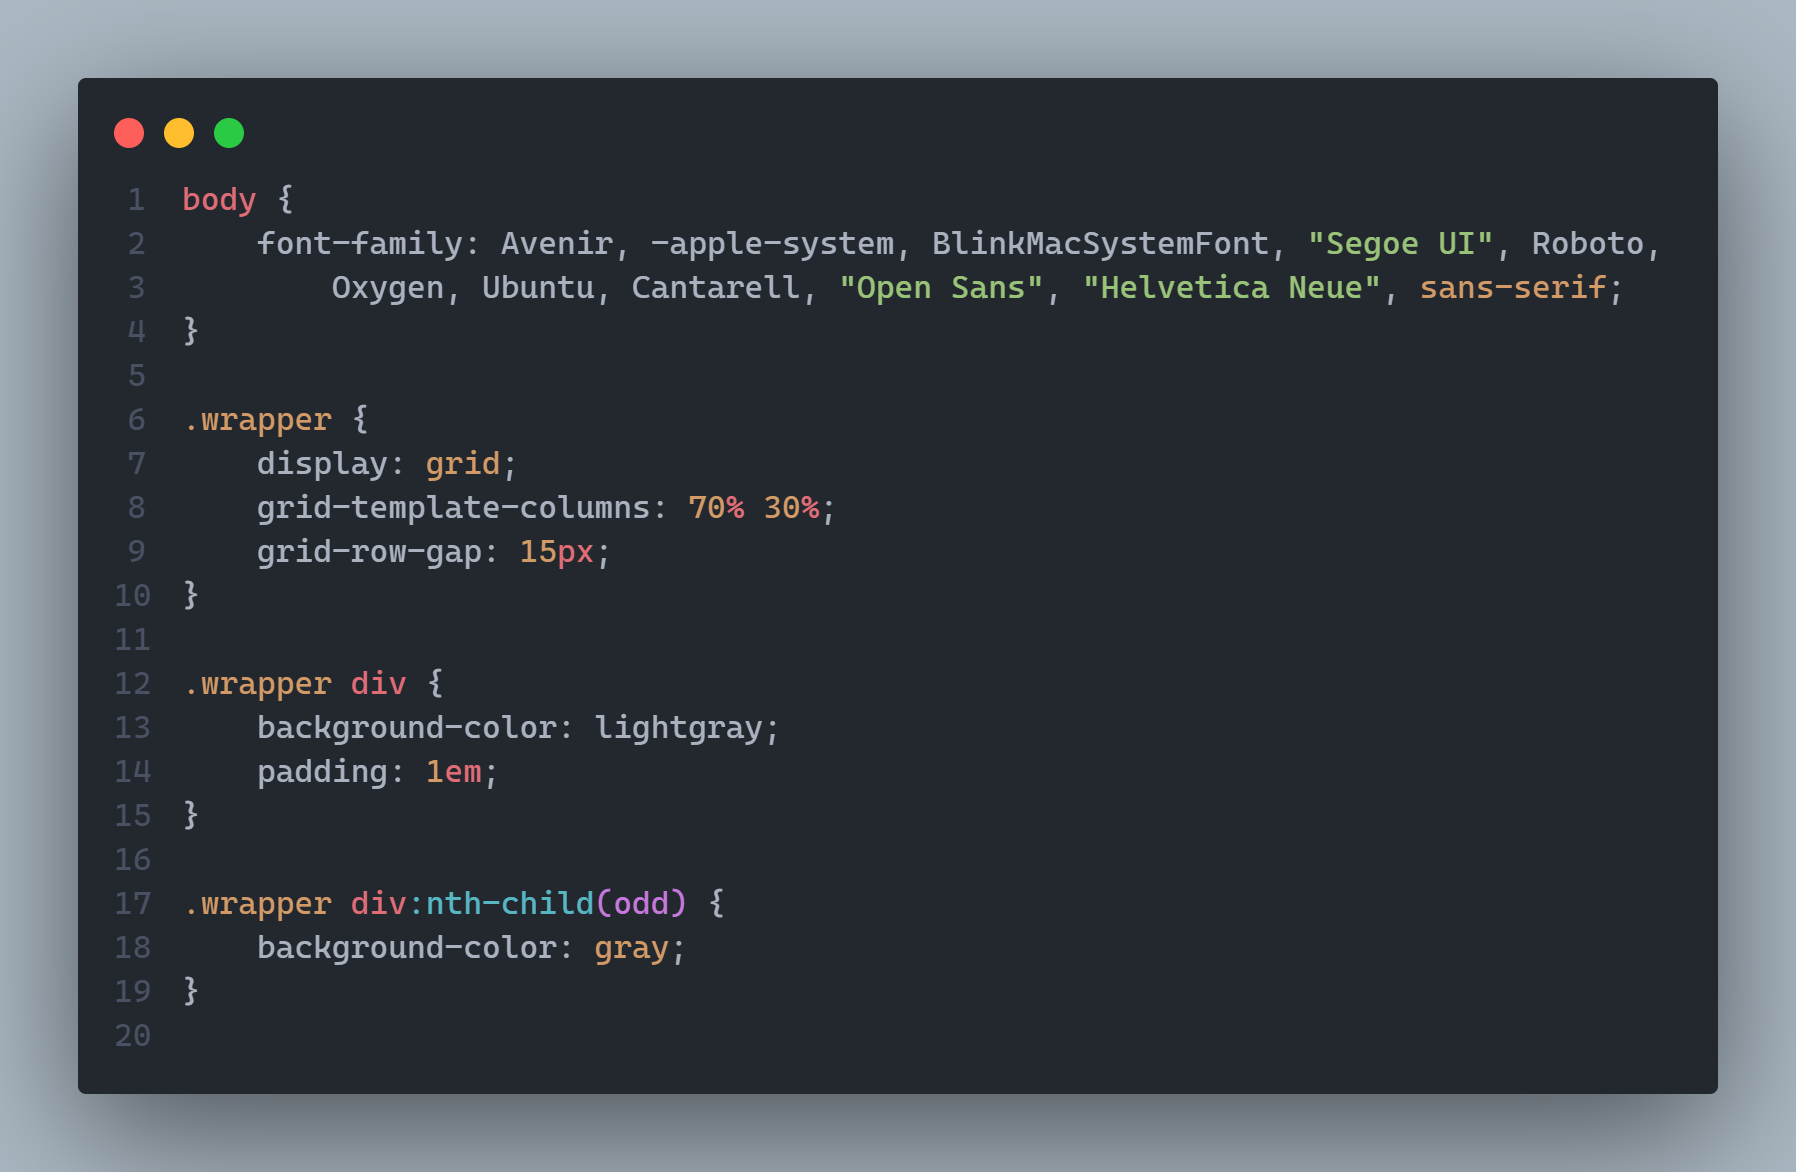 1 body {
2     font-family: Avenir, -apple-system, BlinkMacSystemFont, "Segoe UI", Roboto,
3         Oxygen, Ubuntu, Cantarell, "Open Sans", "Helvetica Neue", sans-serif;
4 }
5
6 .wrapper {
7     display: grid;
8     grid-template-columns: 70% 30%;
9     grid-row-gap: 15px;
10 }
11
12 .wrapper div {
13     background-color: lightgray;
14     padding: 1em;
15 }
16
17 .wrapper div:nth-child(odd) {
18     background-color: gray;
19 }
20